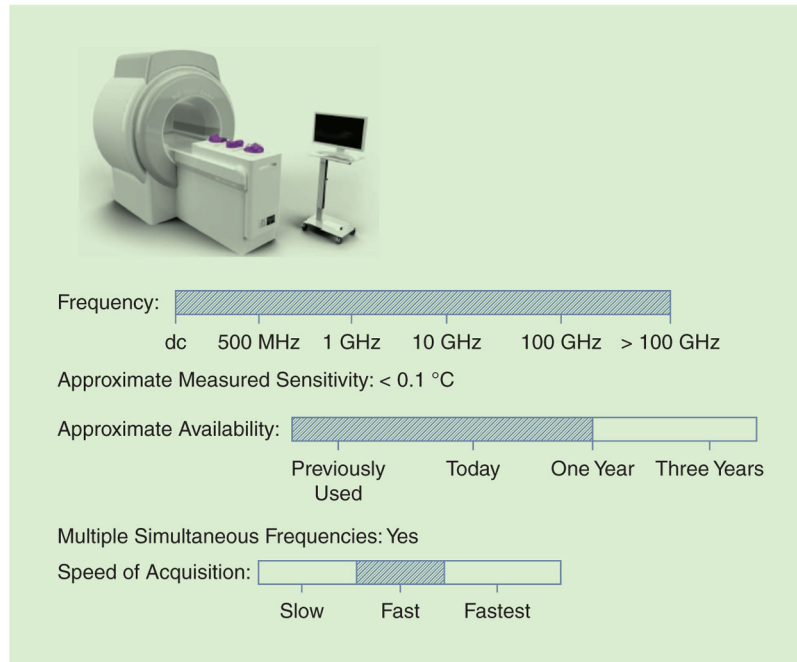 Frequency:
dc 500 MHz 1 GHz 10 GHz 100 GHz > 100 GHz
Approximate Measured Sensitivity: < 0.1 °C
Approximate Availability:
Previously Used Today One Year Three Years
Multiple Simultaneous Frequencies: Yes
Speed of Acquisition:
Slow Fast Fastest